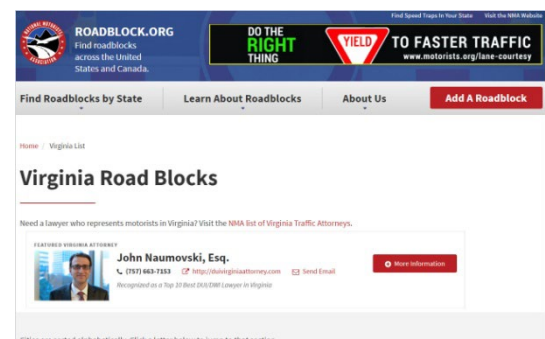 Find Speed Traps In Your State Visit the NMA Website
NATIONAL MOTORISTS
ASSOCIATION
ROADBLOCK.ORG
Find roadblocks
across the United
States and Canada.
DO THE
RIGHT
THING
YIELD
TO FASTER TRAFFIC
www.motorists.org/lane-courtesy
Find Roadblocks by State Learn About Roadblocks About Us Add A Roadblock
Home / Virginia List
Virginia Road Blocks
Need a lawyer who represents motorists in Virginia? Visit the NMA list of Virginia Traffic Attorneys.
FEATURED VIRGINIA ATTORNEY
John Naumovski, Esq.
(757) 663-7153 http://duivirginiaattorney.com Send Email
Recognized as a Top 10 Best DUI/DWI Lawyer in Virginia
More Information